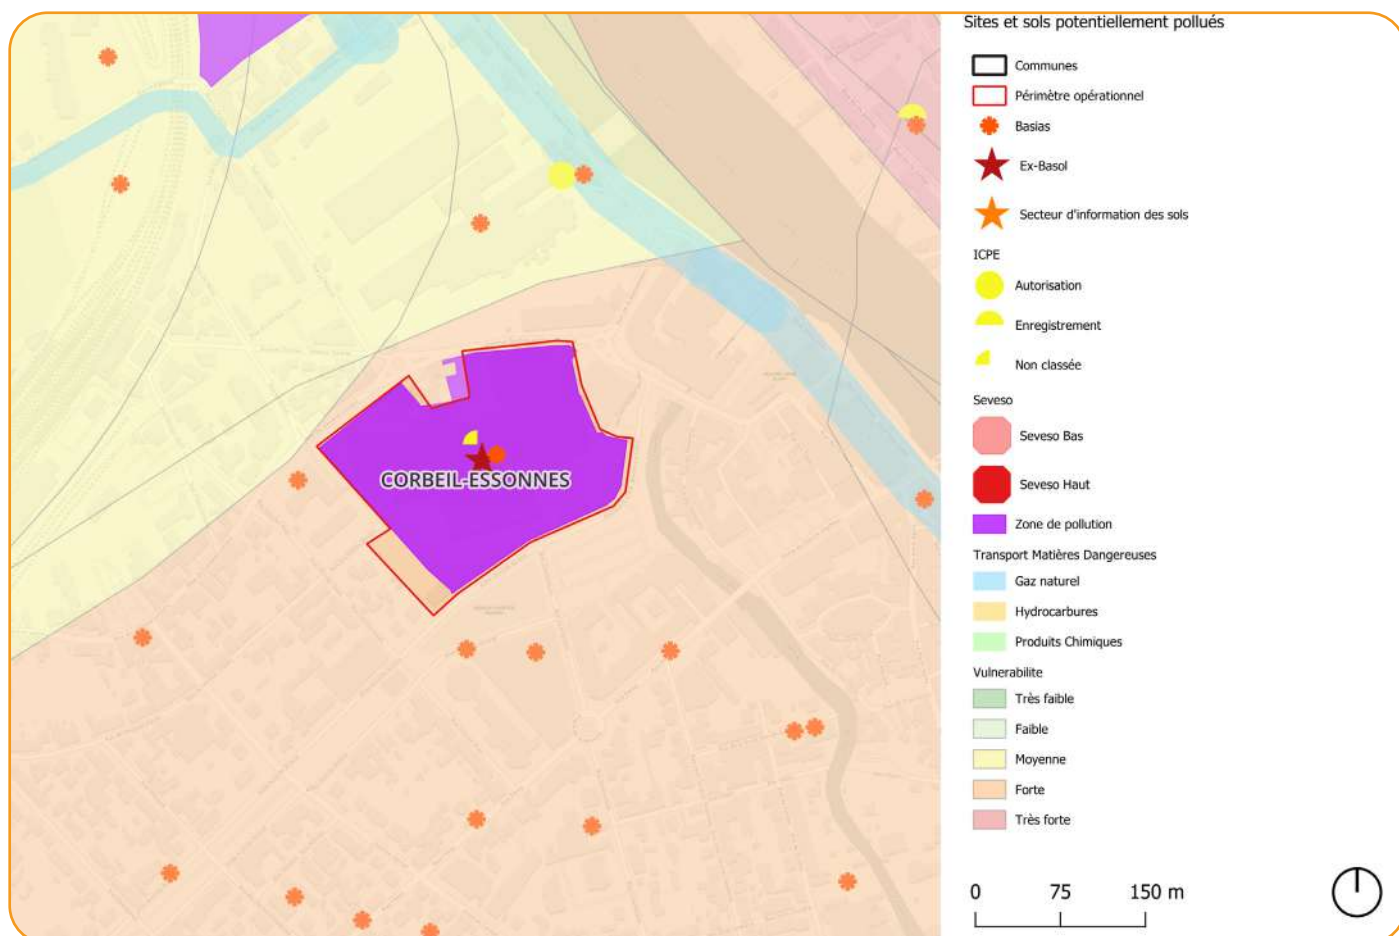 Sites et sols potentiellement pollués
Communes
Périmètre opérationnel
Basias
Ex-Basol
Secteur d'information des sols
ICPE
Autorisation
Enregistrement
Non classée
Seveso
Seveso Bas
Seveso Haut
Zone de pollution
Transport Matières Dangereuses
Gaz naturel
Hydrocarbures
Produits Chimiques
Vulnerabilite
Très faible
Faible
Moyenne
Forte
Très forte
0 75 150 m
CORBEIL-ESSONNES